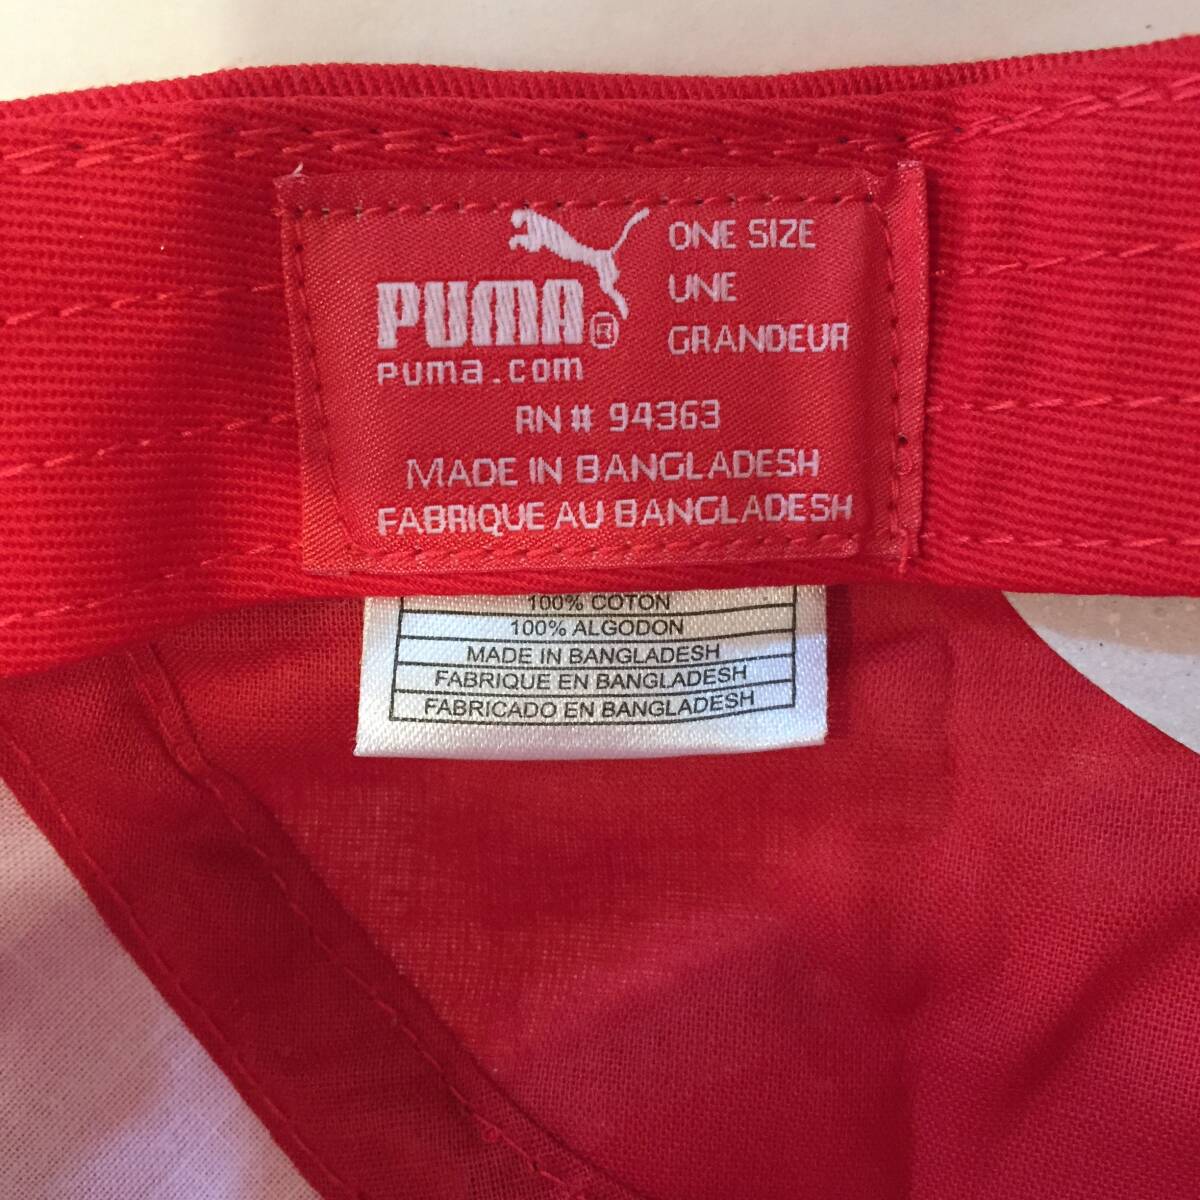 PUMA®
puma.com
ONE SIZE
UNE
GRANDEUR
RN # 94363
MADE IN BANGLADESH
FABRIQUE AU BANGLADESH
100% COTON
100% ALGODON
MADE IN BANGLADESH
FABRIQUE EN BANGLADESH
FABRICADO EN BANGLADESH